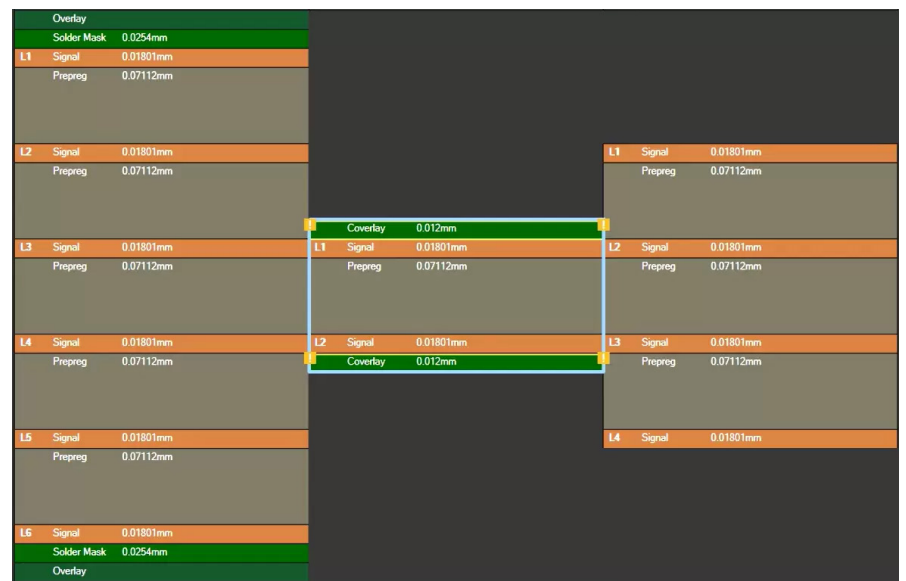 Overlay
Solder Mask 0.0254mm
L1 Signal 0.01801mm
Prepreg 0.07112mm
L2 Signal 0.01801mm
Prepreg 0.07112mm
L3 Signal 0.01801mm
Prepreg 0.07112mm
L4 Signal 0.01801mm
Prepreg 0.07112mm
L5 Signal 0.01801mm
Prepreg 0.07112mm
L6 Signal 0.01801mm
Solder Mask 0.0254mm
Overlay
Coverlay 0.012mm
L1 Signal 0.01801mm
Prepreg 0.07112mm
L2 Signal 0.01801mm
Coverlay 0.012mm
L1 Signal 0.01801mm
Prepreg 0.07112mm
L2 Signal 0.01801mm
Prepreg 0.07112mm
L3 Signal 0.01801mm
Prepreg 0.07112mm
L4 Signal 0.01801mm